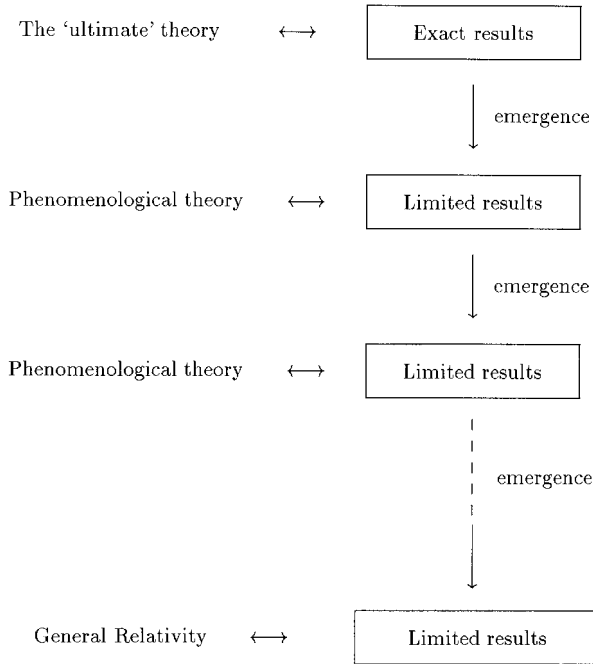 The ‘ultimate’ theory ↔ Exact results
emergence
Phenomenological theory ↔ Limited results
emergence
Phenomenological theory ↔ Limited results
emergence
General Relativity ↔ Limited results